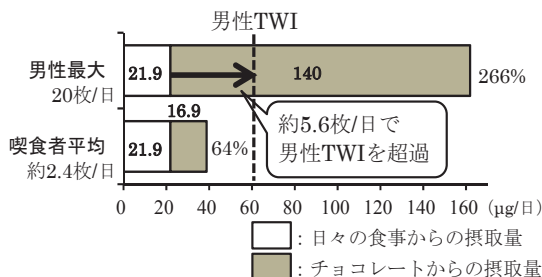 男性TWI
男性最大
20枚/日
21.9
140
266%
16.9
約5.6枚/日で
男性TWIを超過
喫食者平均
約2.4枚/日
21.9
64%
0 20 40 60 80 100 120 140 160 (μg/日)
：日々の食事からの摂取量
：チョコレートからの摂取量